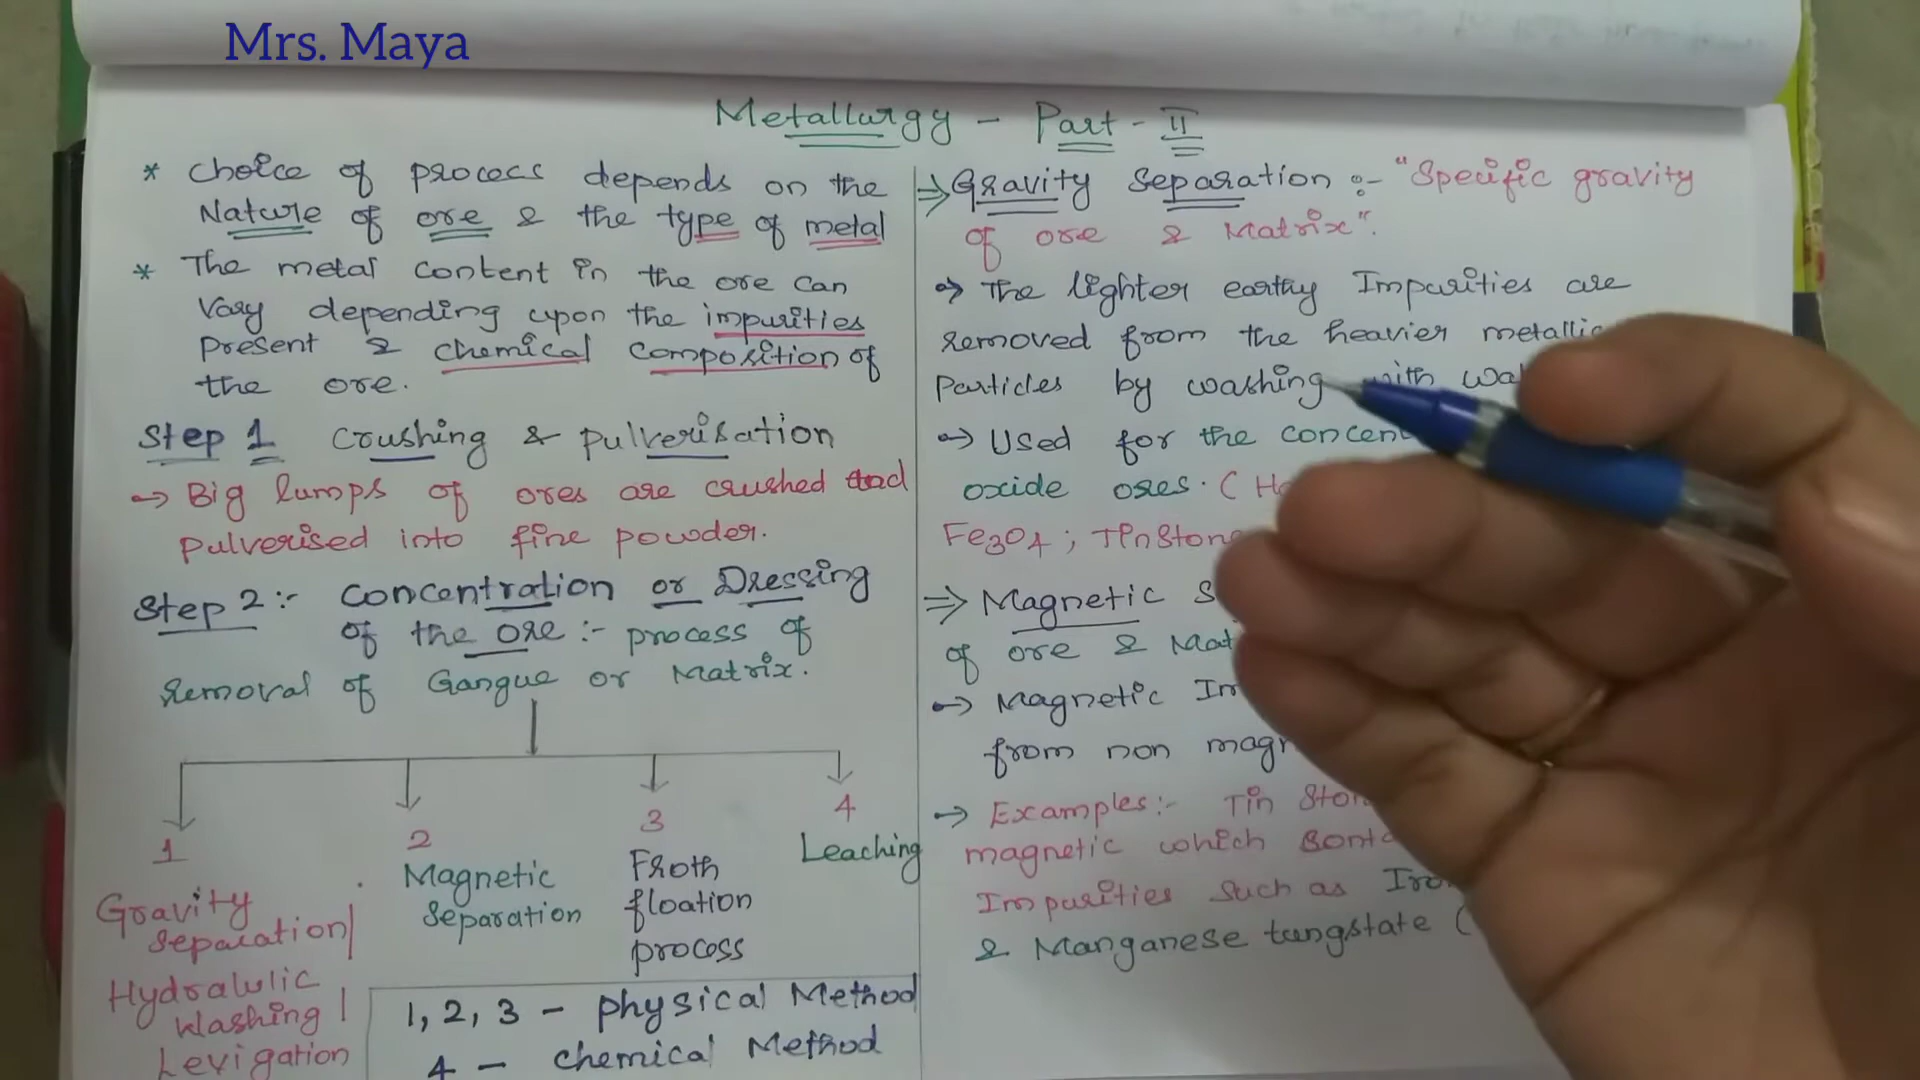 Mrs. Maya
Metallurgy - Part - II
* Choice of process depends on the
Nature of ore & the type of metal
* The metal content in the ore can
Vary depending upon the impurities
present & chemical composition of
the ore.
Step 1 Crushing & pulverisation
→ Big lumps of ores are crushed and
pulverised into fine powder.
Step 2 :- Concentration or Dressing
of the ore :- process of
removal of Gangue or Matrix.
1
Gravity
Separation/
Hydralulic
Washing /
Levigation
2
Magnetic
Separation
3
Froth
floation
process
4
Leaching
1, 2, 3 - physical Method
4 - chemical Method
⇒ Gravity Separation :- "Specific gravity
of ore & Matrix".
→ The lighter earthy Impurities are
removed from the heavier metallic
Particles by washing with
→ Used for the
oxide ores. (
Fe3O4 ;
⇒ Magnetic
of ore &
→ Magnetic
from non
→ Examples:- Tin
magnetic which
Impurities such as
& Manganese tungstate (